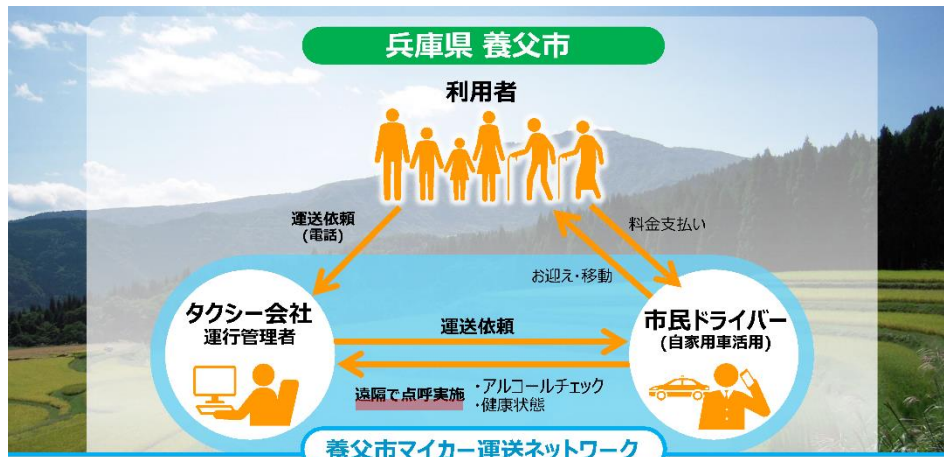 兵庫県 養父市
利用者
運送依頼
(電話)
料金支払い
お迎え・移動
タクシー会社
運行管理者
運送依頼
市民ドライバー
(自家用車活用)
遠隔で点呼実施
・アルコールチェック
・健康状態
養父市マイカー運送ネットワーク